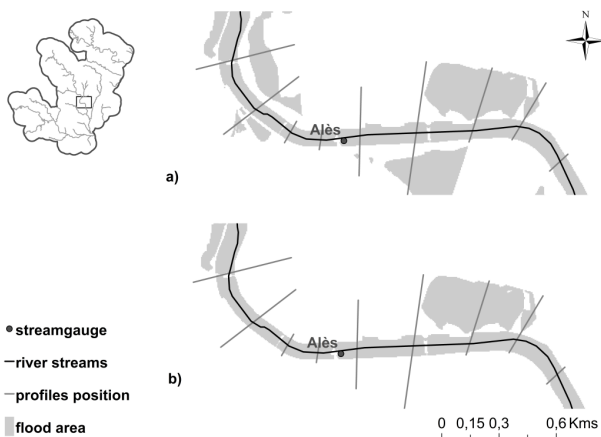 N
Alès
a)
Alès
b)
streamgauge
river streams
profiles position
flood area
0 0,15 0,3 0,6 Kms